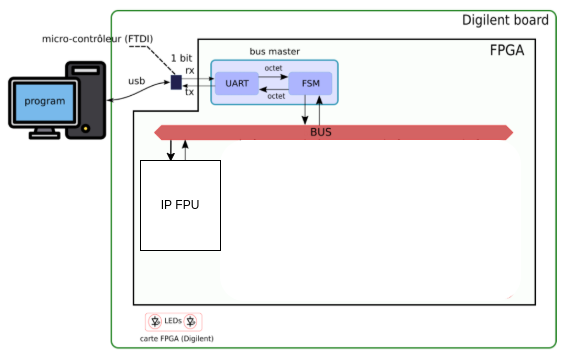 Digilent board
micro-contrôleur (FTDI)
FPGA
bus master
1 bit
rx
octet
usb
UART
FSM
program
tx
octet
BUS
IP FPU
LEDs
carte FPGA (Digilent)